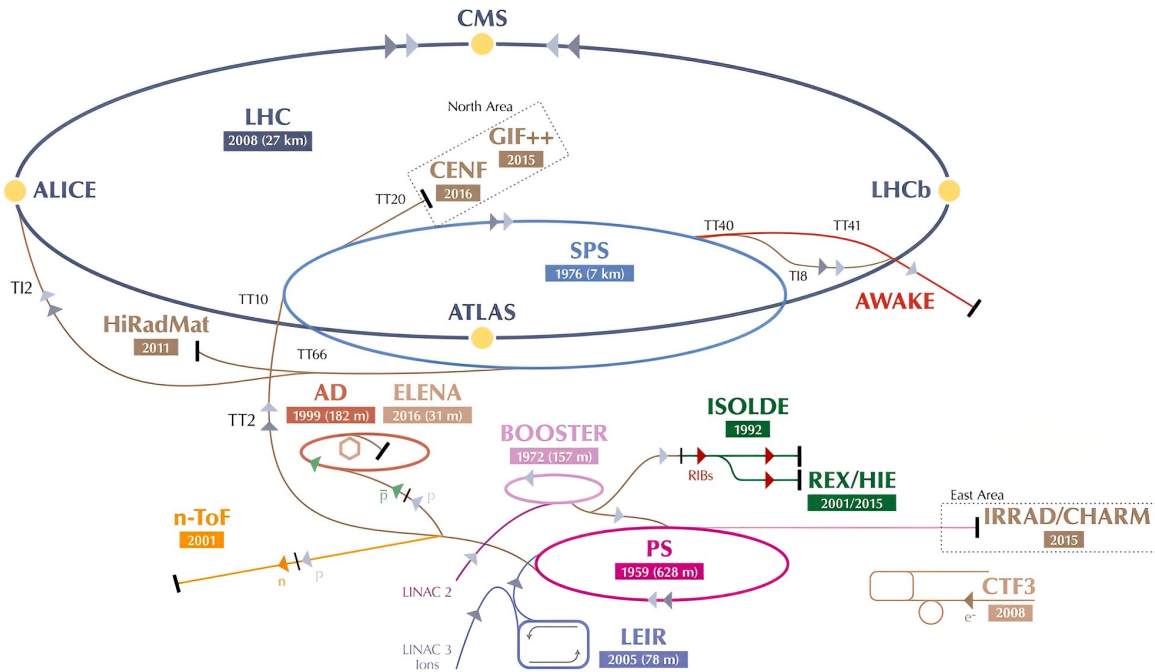 CMS
North Area
LHC
2008 (27 km)
GIF++
2015
CENF
2016
ALICE
LHCb
TT20
TT40
TT41
SPS
1976 (7 km)
TI8
TI2
TT10
AWAKE
ATLAS
HiRadMat
2011
TT66
AD
1999 (182 m)
ELENA
2016 (31 m)
TT2
ISOLDE
1992
BOOSTER
1972 (157 m)
RIBs
REX/HIE
2001/2015
p̅
p
East Area
n-ToF
2001
IRRAD/CHARM
2015
PS
1959 (628 m)
n
p
LINAC 2
CTF3
2008
e-
LEIR
2005 (78 m)
LINAC 3
Ions